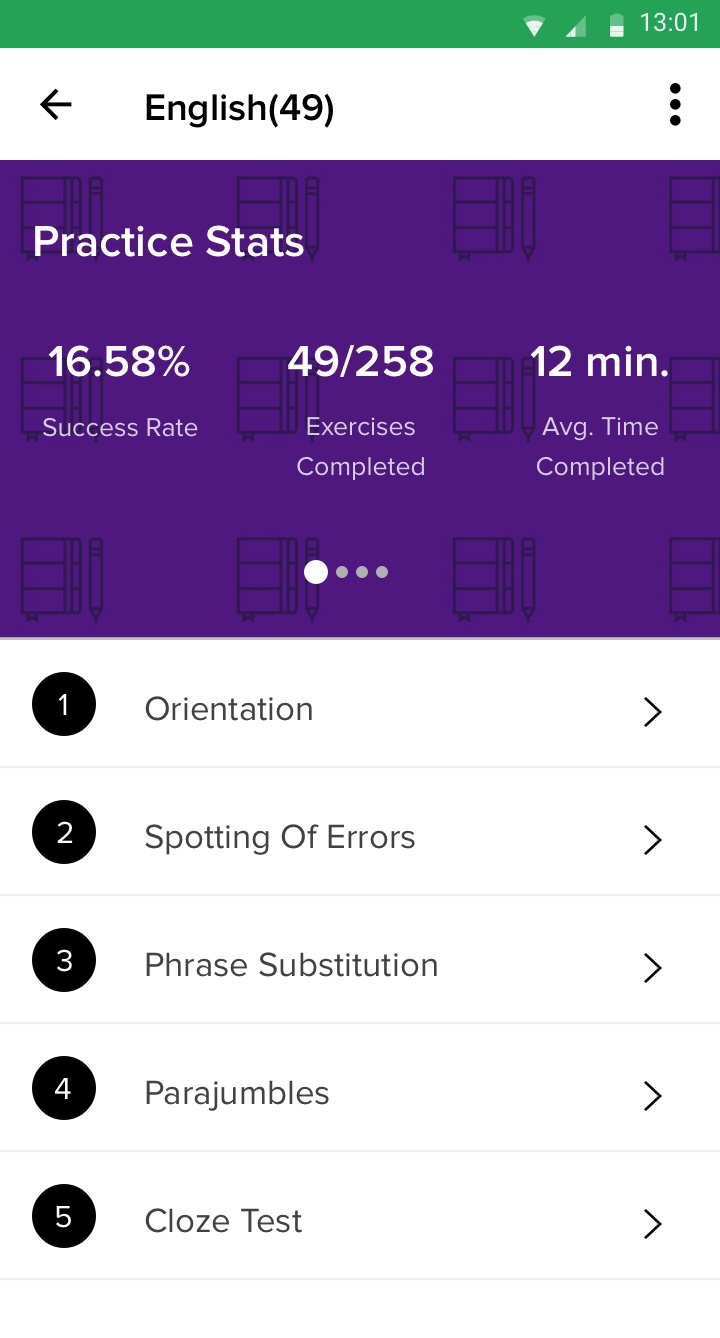 13:01
English(49)
Practice Stats
16.58% 49/258 12 min.
Success Rate Exercises Avg. Time
Completed Completed
1 Orientation
2 Spotting Of Errors
3 Phrase Substitution
4 Parajumbles
5 Cloze Test